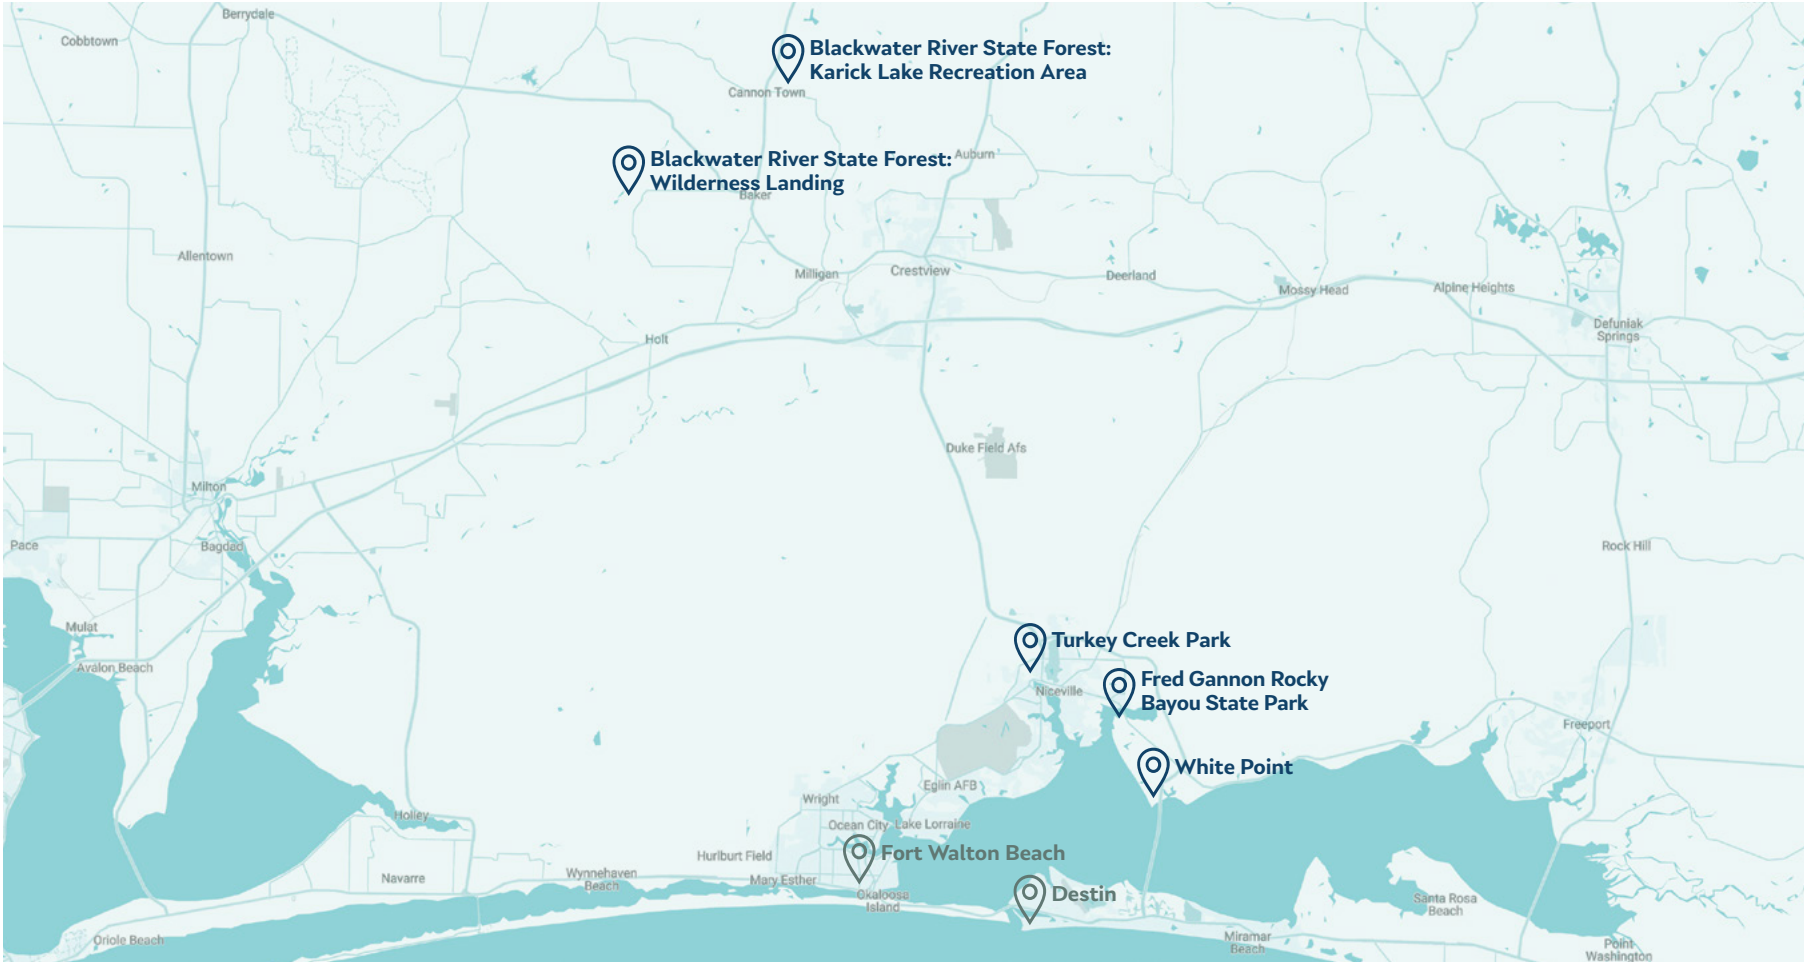 Berrydale
Cobbtown
Blackwater River State Forest:
Karick Lake Recreation Area
Cannon Town
Blackwater River State Forest:
Wilderness Landing
Auburn
Baker
Allentown
Milligan
Crestview
Deerland
Mossy Head
Alpine Heights
Defuniak
Springs
Holt
Duke Field Afs
Milton
Pace
Bagdad
Rock Hill
Mulat
Avalon Beach
Turkey Creek Park
Niceville
Fred Gannon Rocky
Bayou State Park
Freeport
White Point
Eglin AFB
Wright
Holley
Ocean City
Lake Lorraine
Fort Walton Beach
Hurlburt Field
Navarre
Wynnehaven
Beach
Mary Esther
Okaloosa
Island
Destin
Santa Rosa
Beach
Oriole Beach
Miramar
Beach
Point
Washington